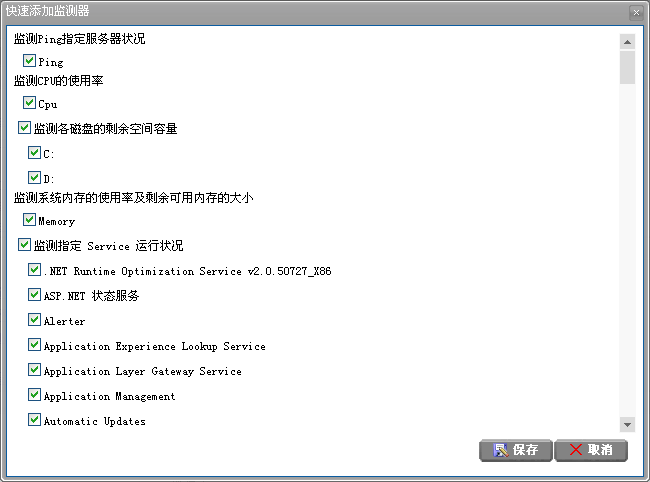 快速添加监测器
监测Ping指定服务器状况
Ping
监测CPU的使用率
Cpu
监测各磁盘的剩余空间容量
C:
D:
监测系统内存的使用率及剩余可用内存的大小
Memory
监测指定 Service 运行状况
.NET Runtime Optimization Service v2.0.50727_X86
ASP.NET 状态服务
Alerter
Application Experience Lookup Service
Application Layer Gateway Service
Application Management
Automatic Updates
保存 取消